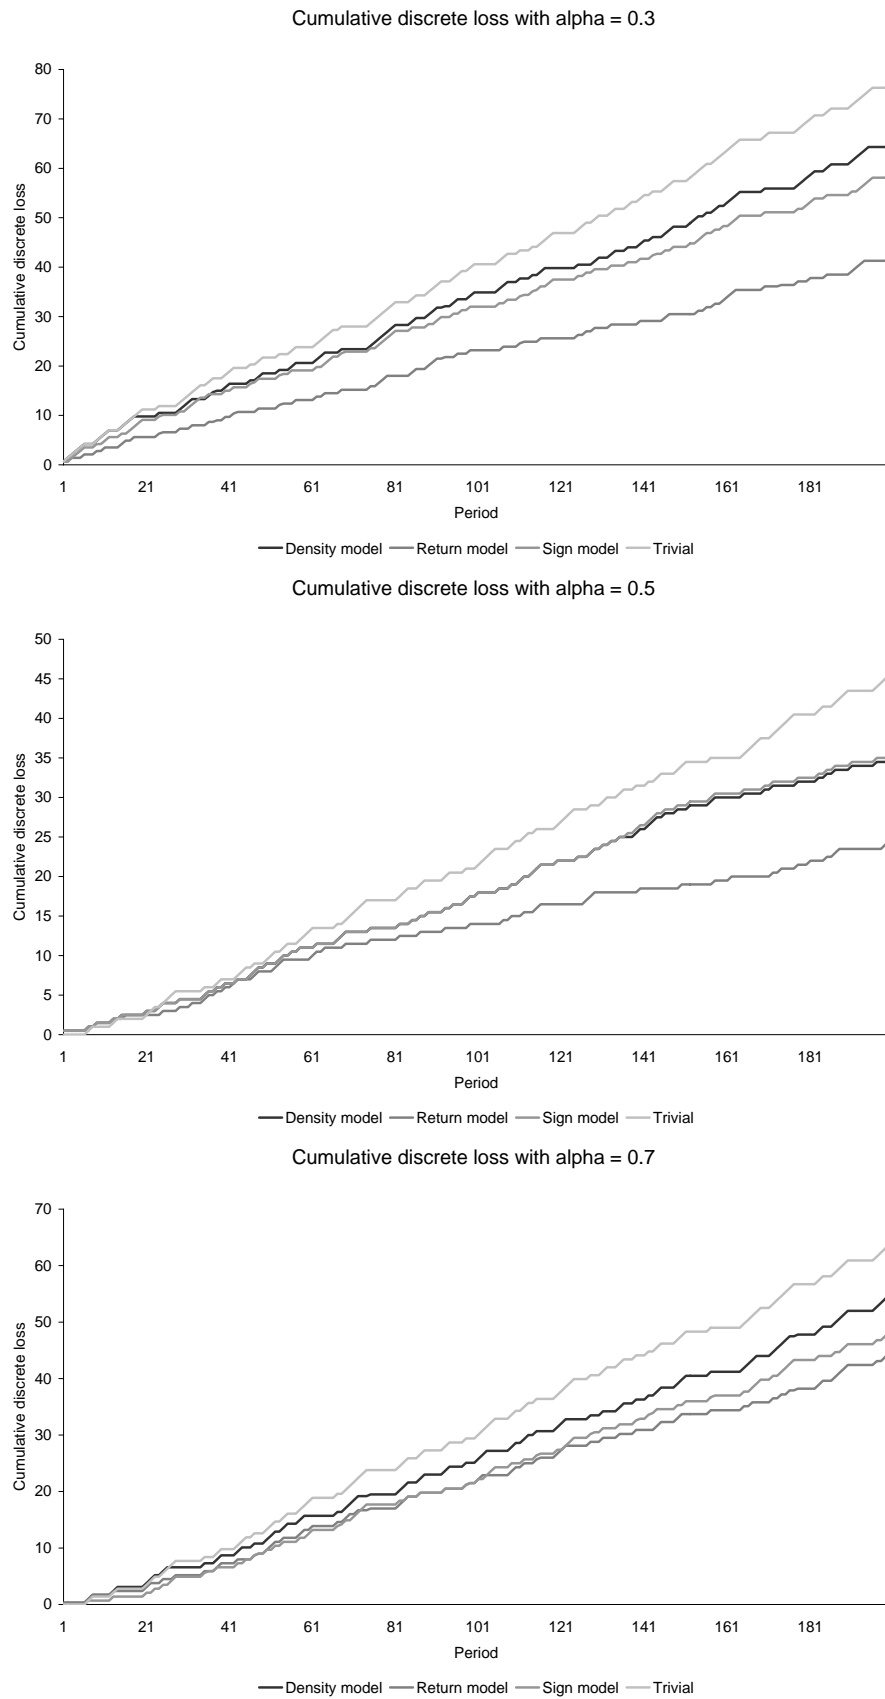 Cumulative discrete loss with alpha = 0.3
80
70
60
50
40
30
20
10
0
Cumulative discrete loss
1 21 41 61 81 101 121 141 161 181
Period
Density model Return model Sign model Trivial
Cumulative discrete loss with alpha = 0.5
50
45
40
35
30
25
20
15
10
5
0
Cumulative discrete loss
1 21 41 61 81 101 121 141 161 181
Period
Density model Return model Sign model Trivial
Cumulative discrete loss with alpha = 0.7
70
60
50
40
30
20
10
0
Cumulative discrete loss
1 21 41 61 81 101 121 141 161 181
Period
Density model Return model Sign model Trivial